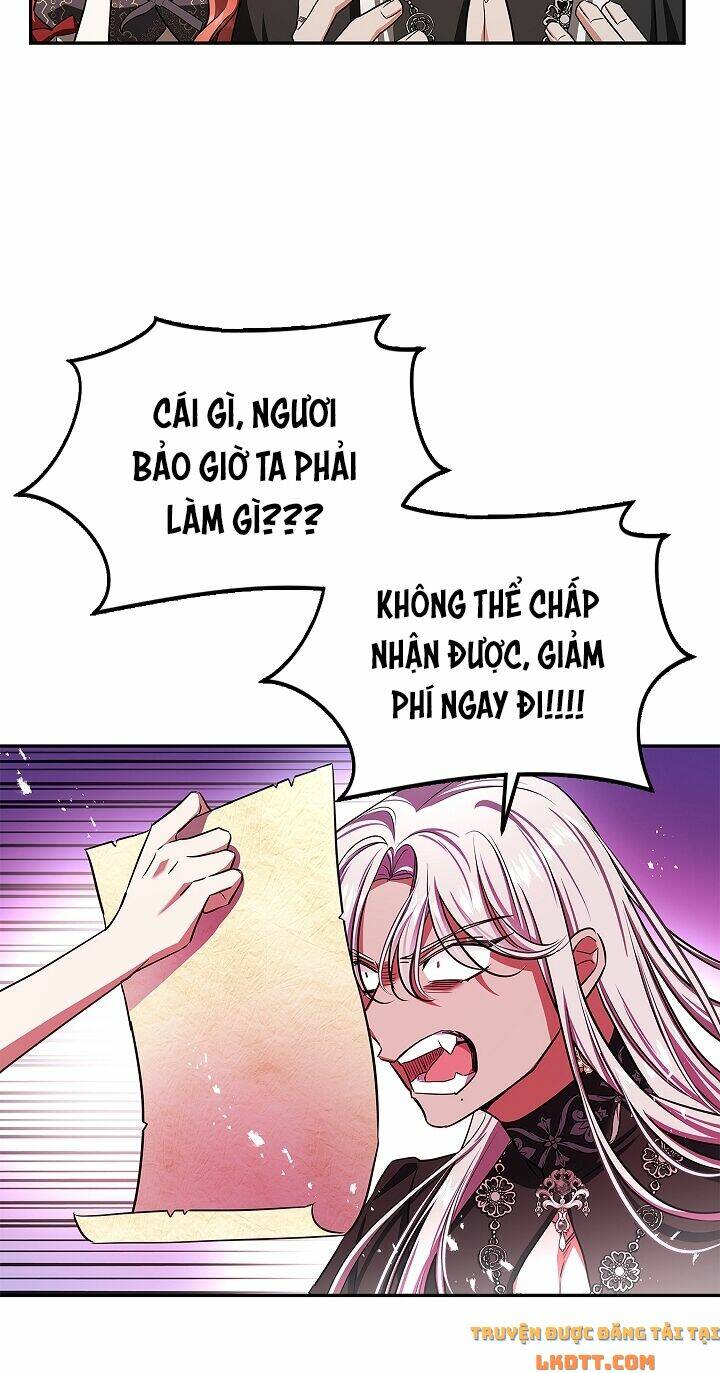 CÁI GÌ, NGƯƠI
BẢO GIỜ TA PHẢI
LÀM GÌ???
KHÔNG THỂ CHẤP
NHẬN ĐƯỢC, GIẢM
PHÍ NGAY ĐI!!!!
TRUYỆN ĐƯỢC ĐĂNG TẢI TẠI
LKDTT.COM